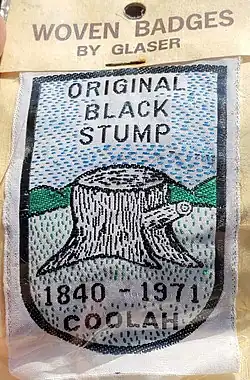 WOVEN BADGES
BY GLASER
ORIGINAL
BLACK
STUMP
1840 - 1971
COOLAH